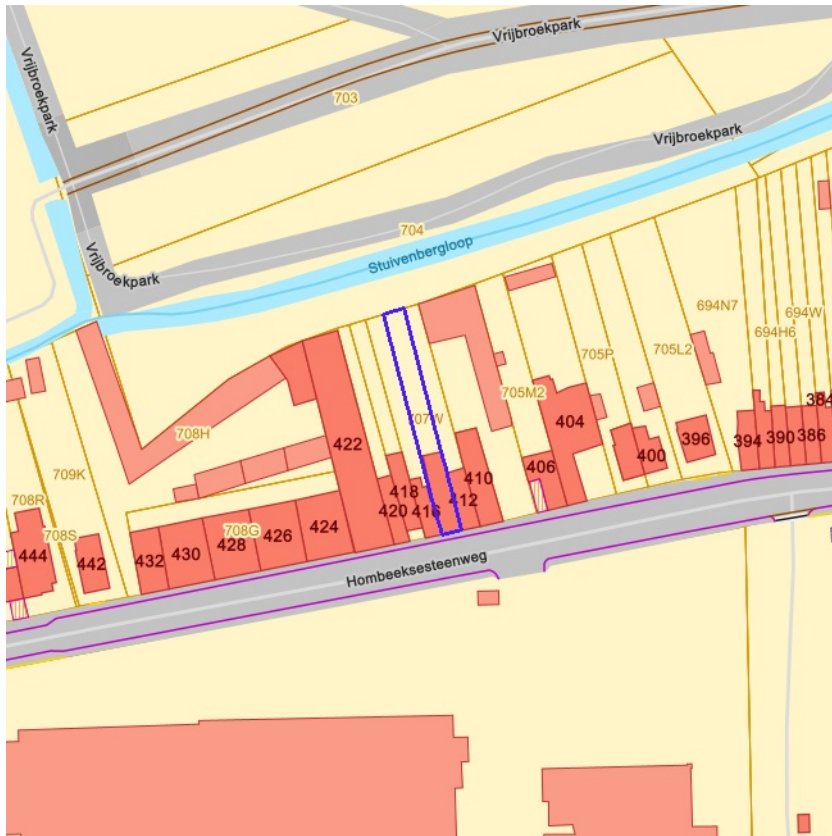 Vrijbroekpark
Vrijbroekpark
703
Vrijbroekpark
704
Stuivenbergloop
Vrijbroekpark
694N7
694W
694H6
705L2
705P
705M2
707W
708H
709K
708R
708S
708G
384
386
390
394
396
400
404
406
410
412
416
418
420
422
424
426
428
430
432
442
444
Hombeeksesteenweg